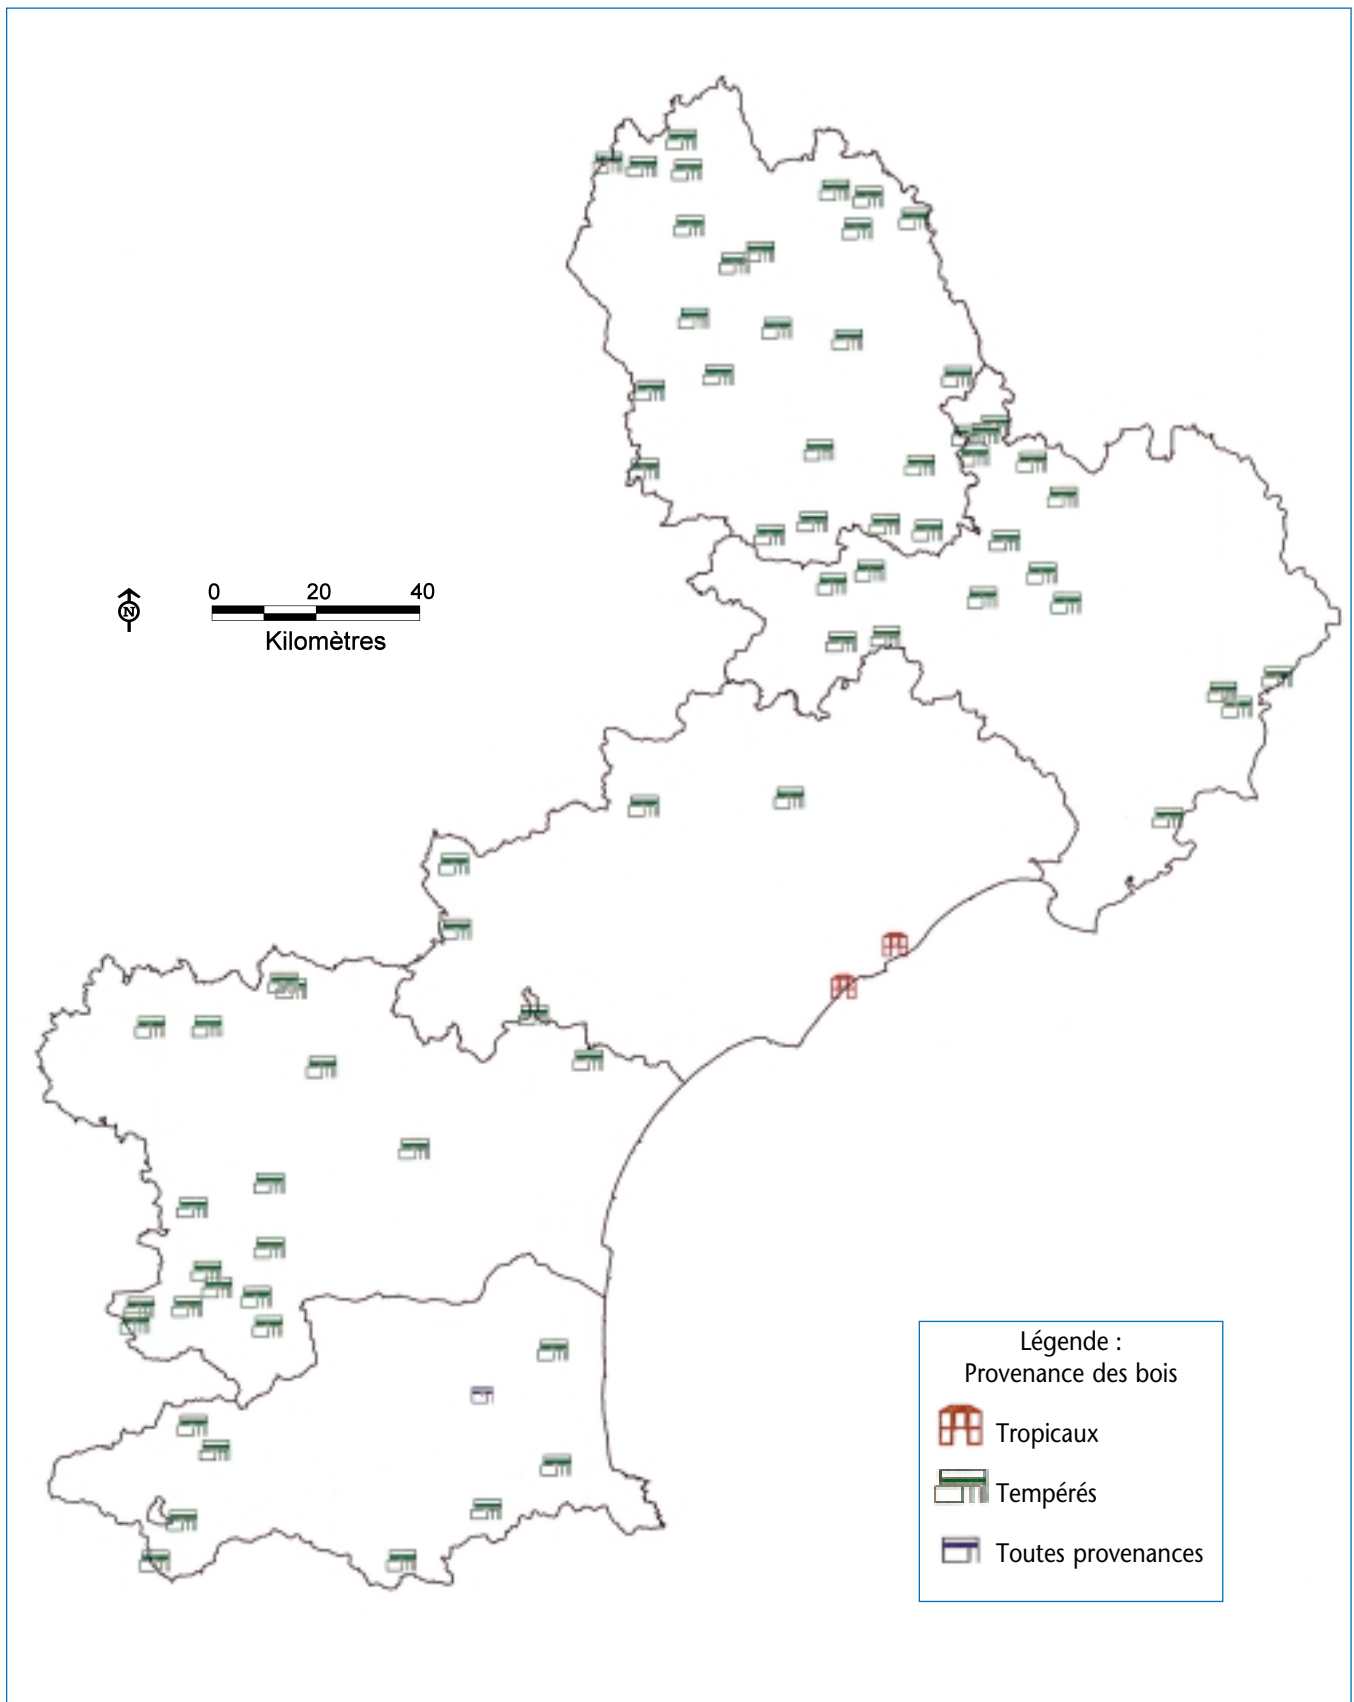 N
0 20 40
Kilomètres
Légende :
Provenance des bois
Tropicaux
Tempérés
Toutes provenances